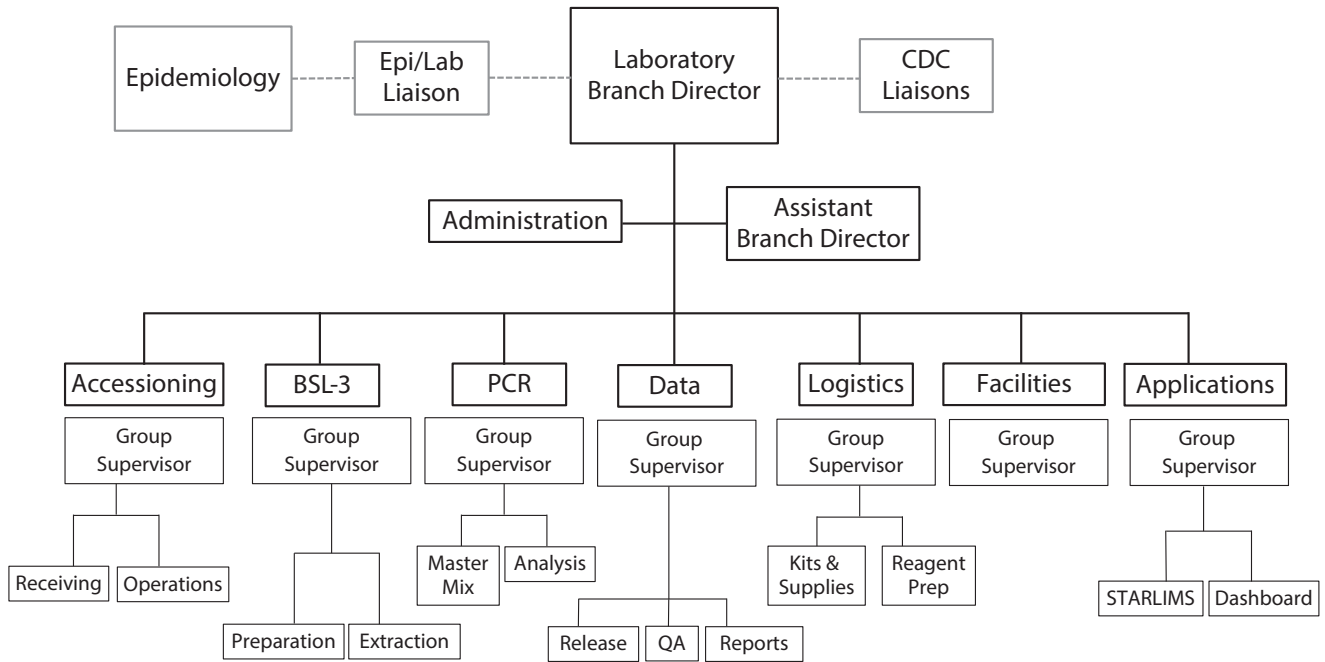 Epidemiology
Epi/Lab
Liaison
Laboratory
Branch Director
CDC
Liaisons
Administration
Assistant
Branch Director
Accessioning
BSL-3
PCR
Data
Logistics
Facilities
Applications
Group
Supervisor
Group
Supervisor
Group
Supervisor
Group
Supervisor
Group
Supervisor
Group
Supervisor
Group
Supervisor
Receiving
Operations
Preparation
Extraction
Master
Mix
Analysis
Release
QA
Reports
Kits &
Supplies
Reagent
Prep
STARLIMS
Dashboard